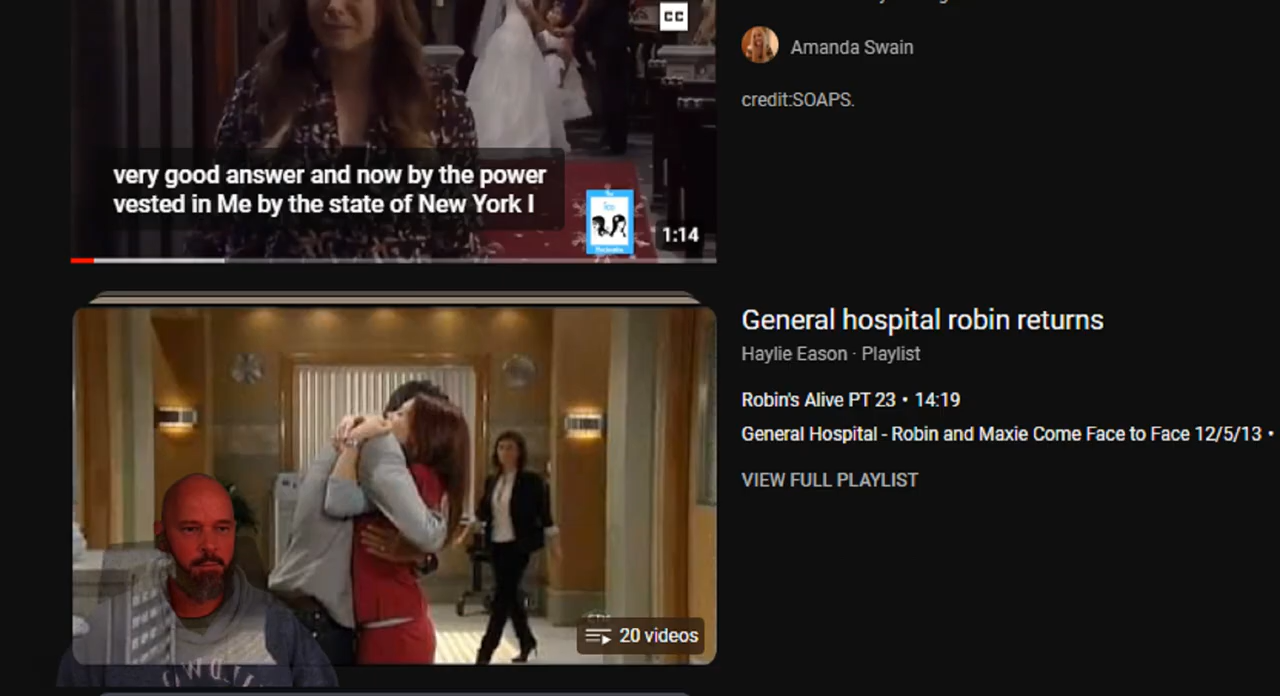 CC
Amanda Swain
credit:SOAPS.
very good answer and now by the power
vested in Me by the state of New York I
1:14
General hospital robin returns
Haylie Eason · Playlist
Robin's Alive PT 23 • 14:19
General Hospital - Robin and Maxie Come Face to Face 12/5/13 •
VIEW FULL PLAYLIST
20 videos